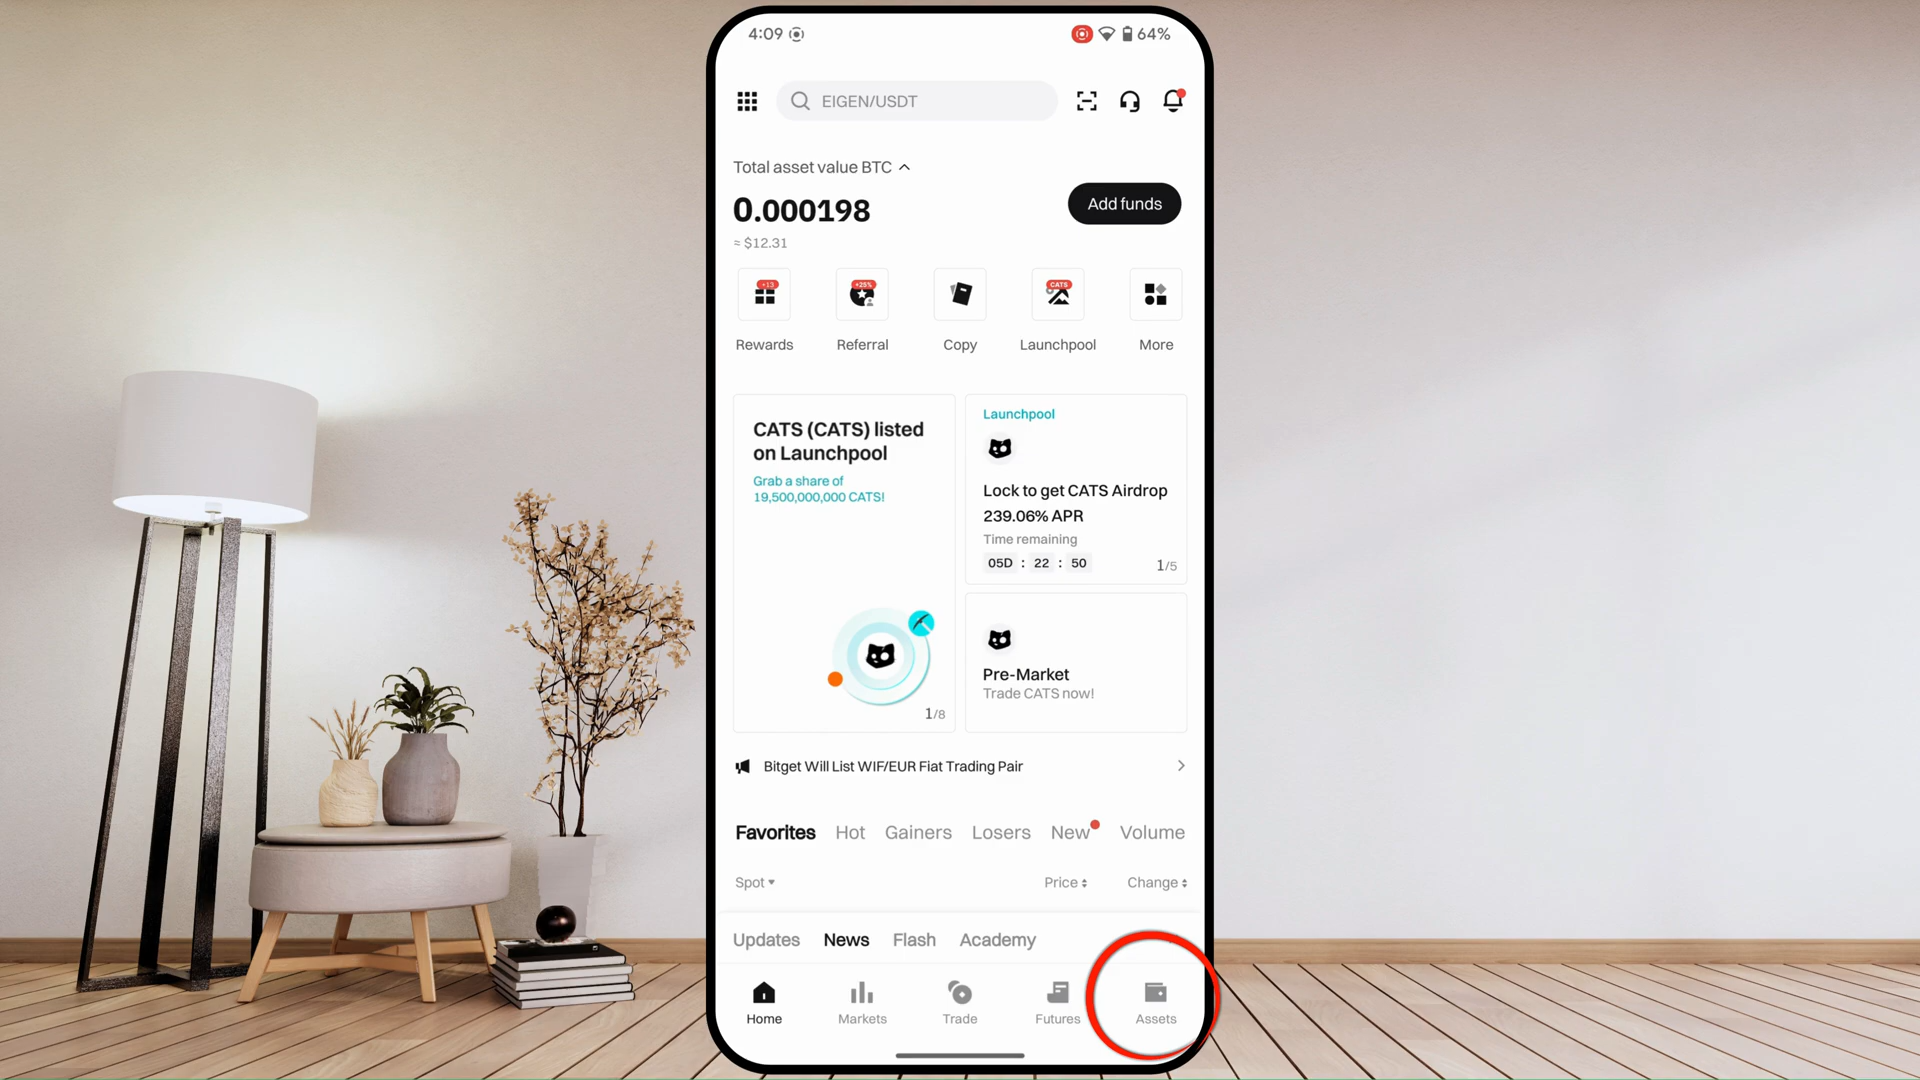 4:09
64%
EIGEN/USDT
Total asset value BTC
0.000198
Add funds
≈ $12.31
+13
+25%
CATS
Rewards
Referral
Copy
Launchpool
More
CATS (CATS) listed
on Launchpool
Grab a share of
19,500,000,000 CATS!
1/8
Launchpool
Lock to get CATS Airdrop
239.06% APR
Time remaining
05D : 22 : 50
1/5
Pre-Market
Trade CATS now!
Bitget Will List WIF/EUR Fiat Trading Pair
Favorites Hot Gainers Losers New Volume
Spot Price Change
Updates News Flash Academy
Home Markets Trade Futures Assets